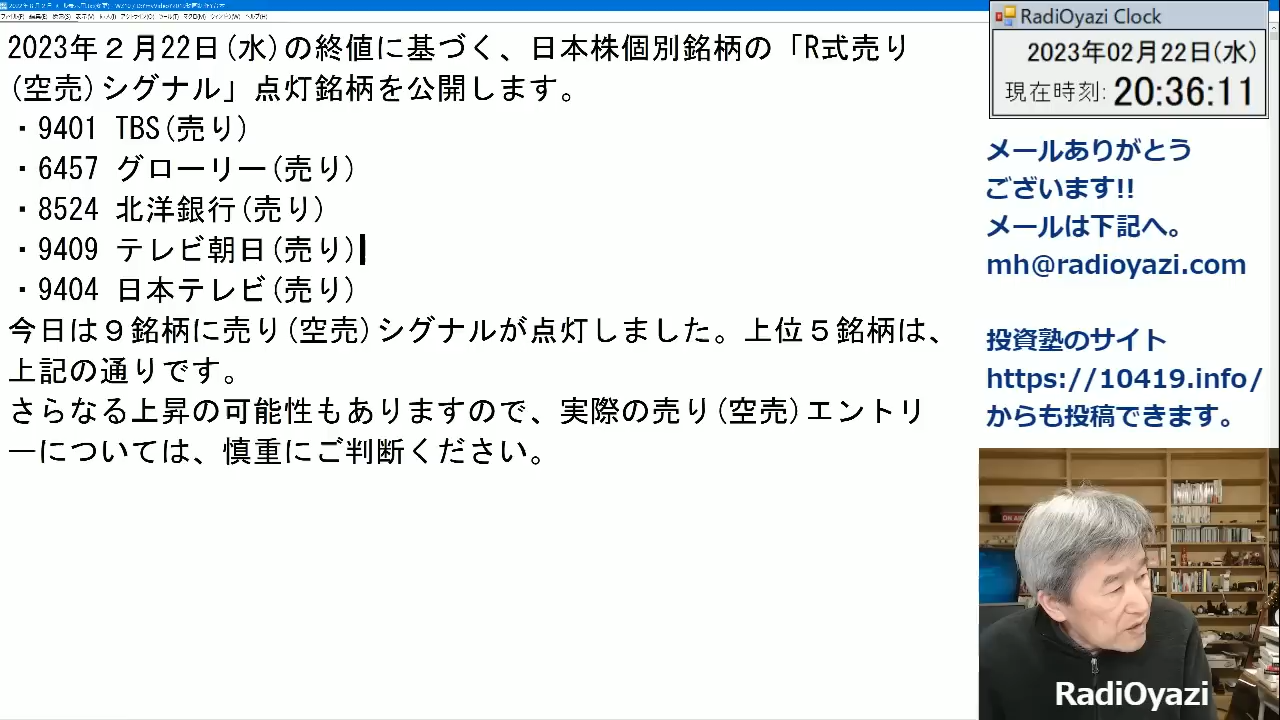 2023年２月22日(水)の終値に基づく、日本株個別銘柄の「R式売り
(空売)シグナル」点灯銘柄を公開します。
・9401 TBS(売り)
・6457 グローリー(売り)
・8524 北洋銀行(売り)
・9409 テレビ朝日(売り)
・9404 日本テレビ(売り)
今日は９銘柄に売り(空売)シグナルが点灯しました。上位５銘柄は、
上記の通りです。
さらなる上昇の可能性もありますので、実際の売り(空売)エントリ
ーについては、慎重にご判断ください。
RadiOyazi Clock
2023年02月22日(水)
現在時刻: 20:36:11
メールありがとう
ございます!!
メールは下記へ。
mh@radioyazi.com
投資塾のサイト
https://10419.info/
からも投稿できます。
ON AIR
RadiOyazi